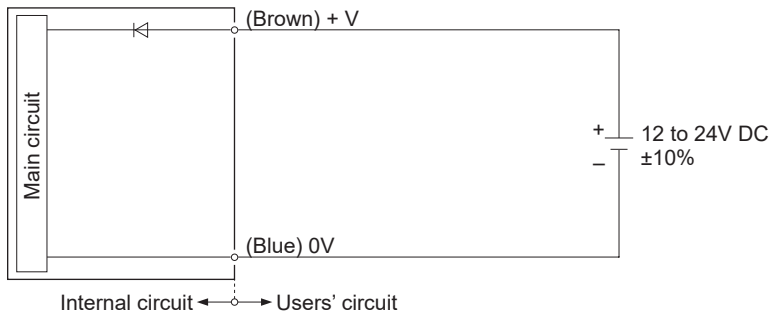 (Brown) + V
Main circuit
+
12 to 24V DC
–
±10%
(Blue) 0V
Internal circuit
Users’ circuit